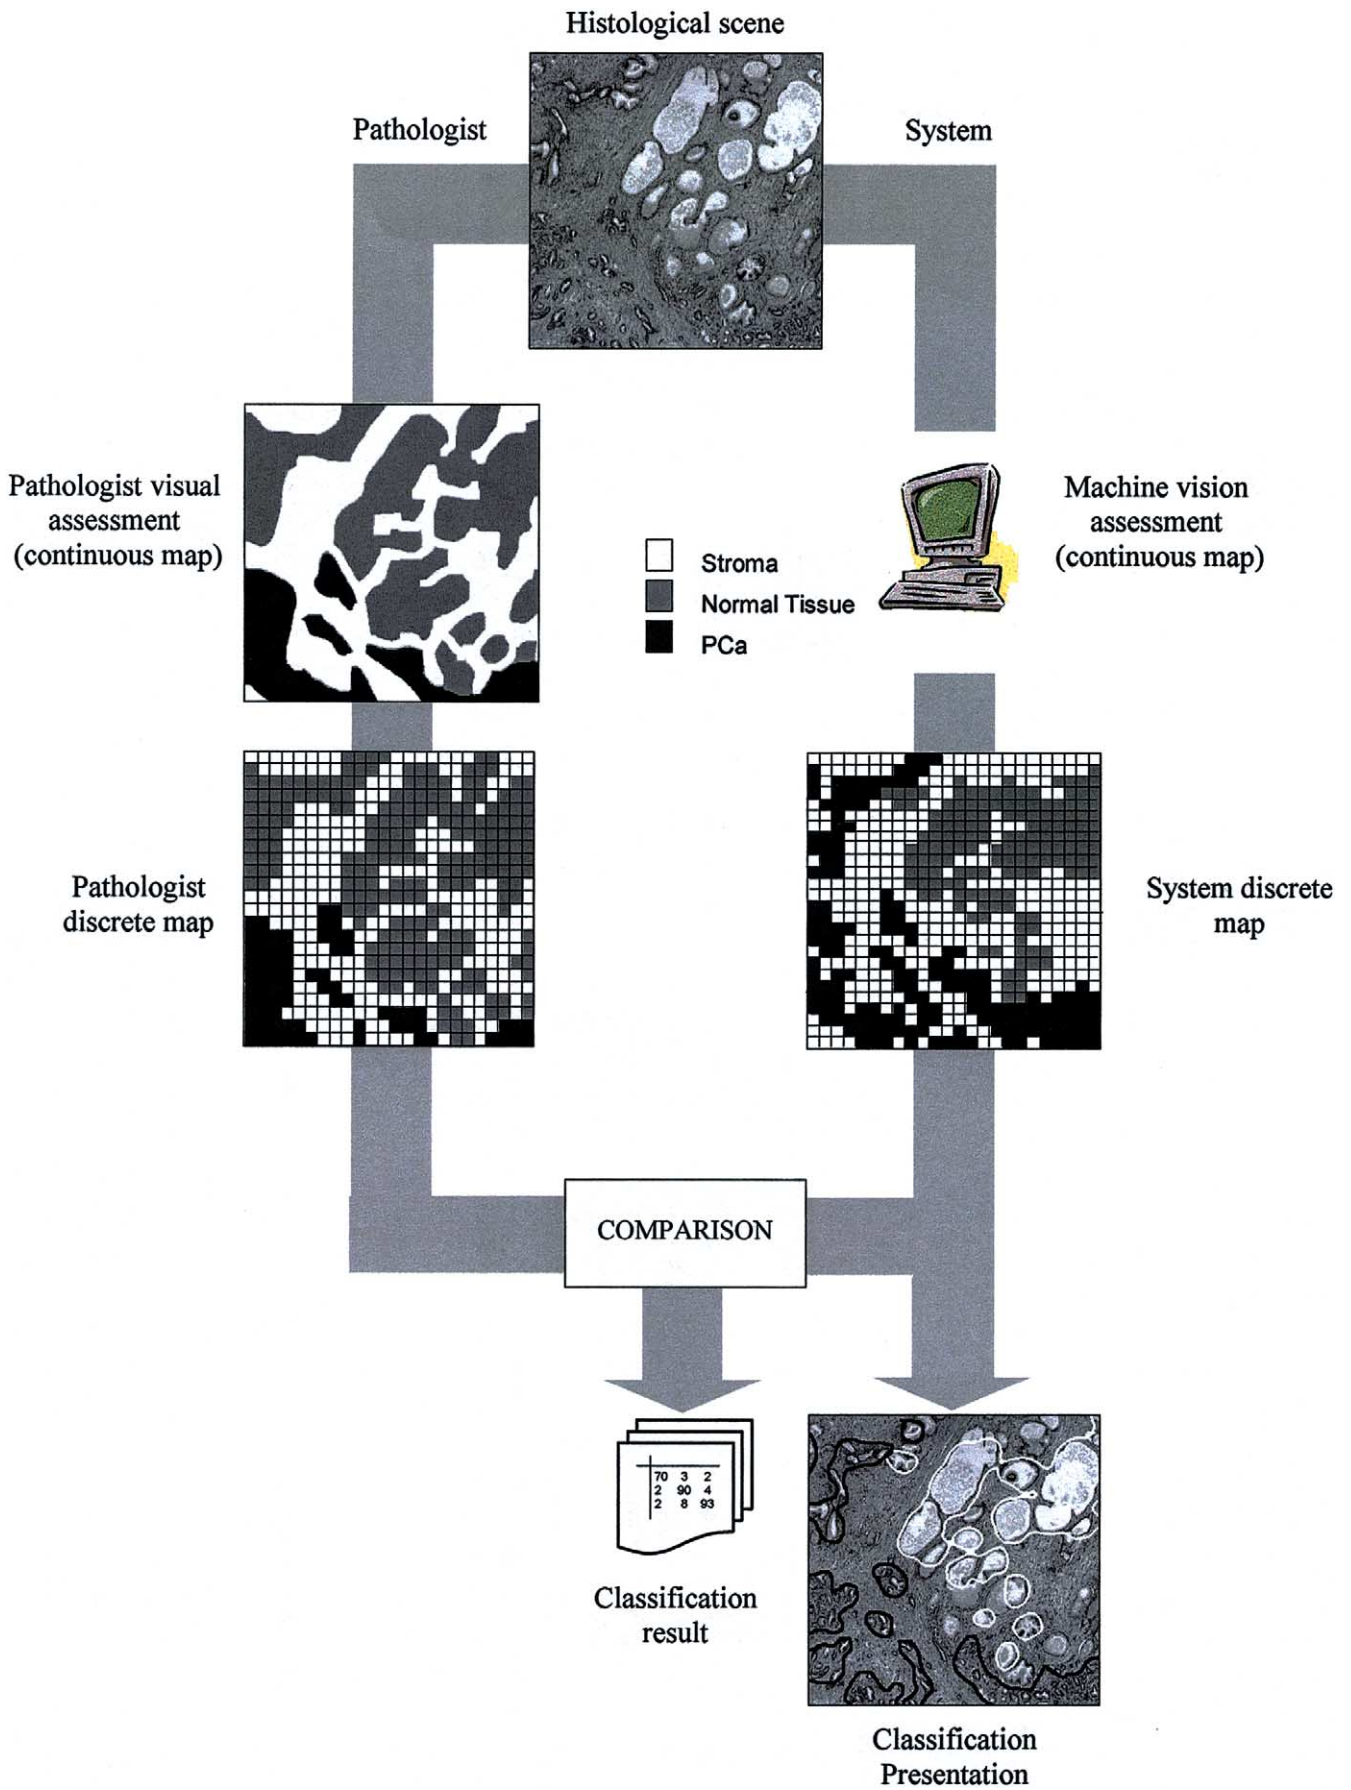 Histological scene
Pathologist
System
Pathologist visual
assessment
(continuous map)
Machine vision
assessment
(continuous map)
Stroma
Normal Tissue
PCa
Pathologist
discrete map
System discrete
map
COMPARISON
70 3 2
2 90 4
2 8 93
Classification
result
Classification
Presentation